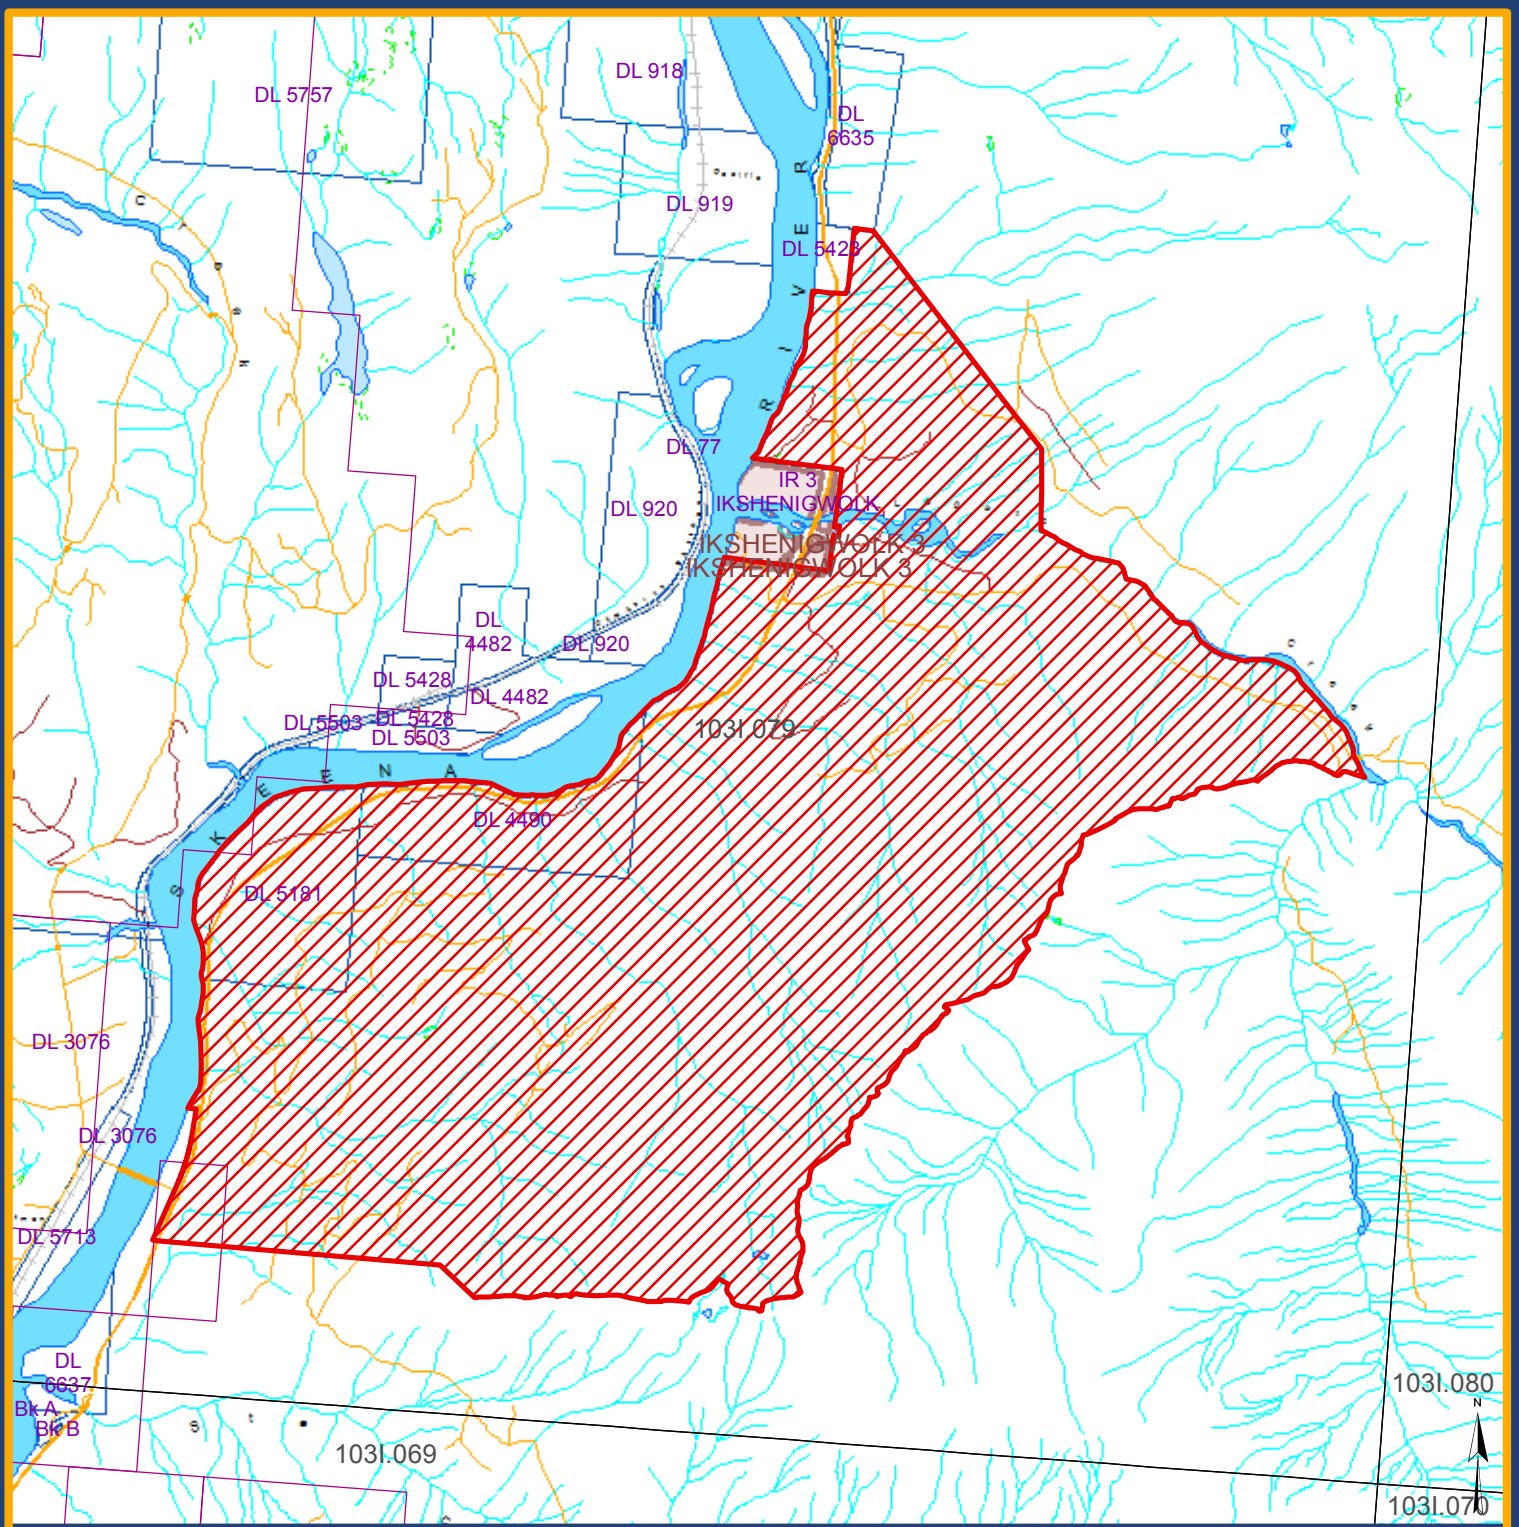 DL 918
DL 5757
DL
6635
DL 919
DL 5423
R I V E R
DL 77
IR 3
IKSHENIGWOLK
DL 920
IKSHENIGWOLK 3
IKSHENIGWOLK 3
DL
4482
DL 920
DL 5428
DL 4482
DL 5503
DL 5428
DL 5503
103I.079
S K E E N A
DL 4490
DL 5181
DL 3076
DL 3076
DL 5713
DL
6637
103I.080
N
Bk A
Bk B
103I.069
103I.070